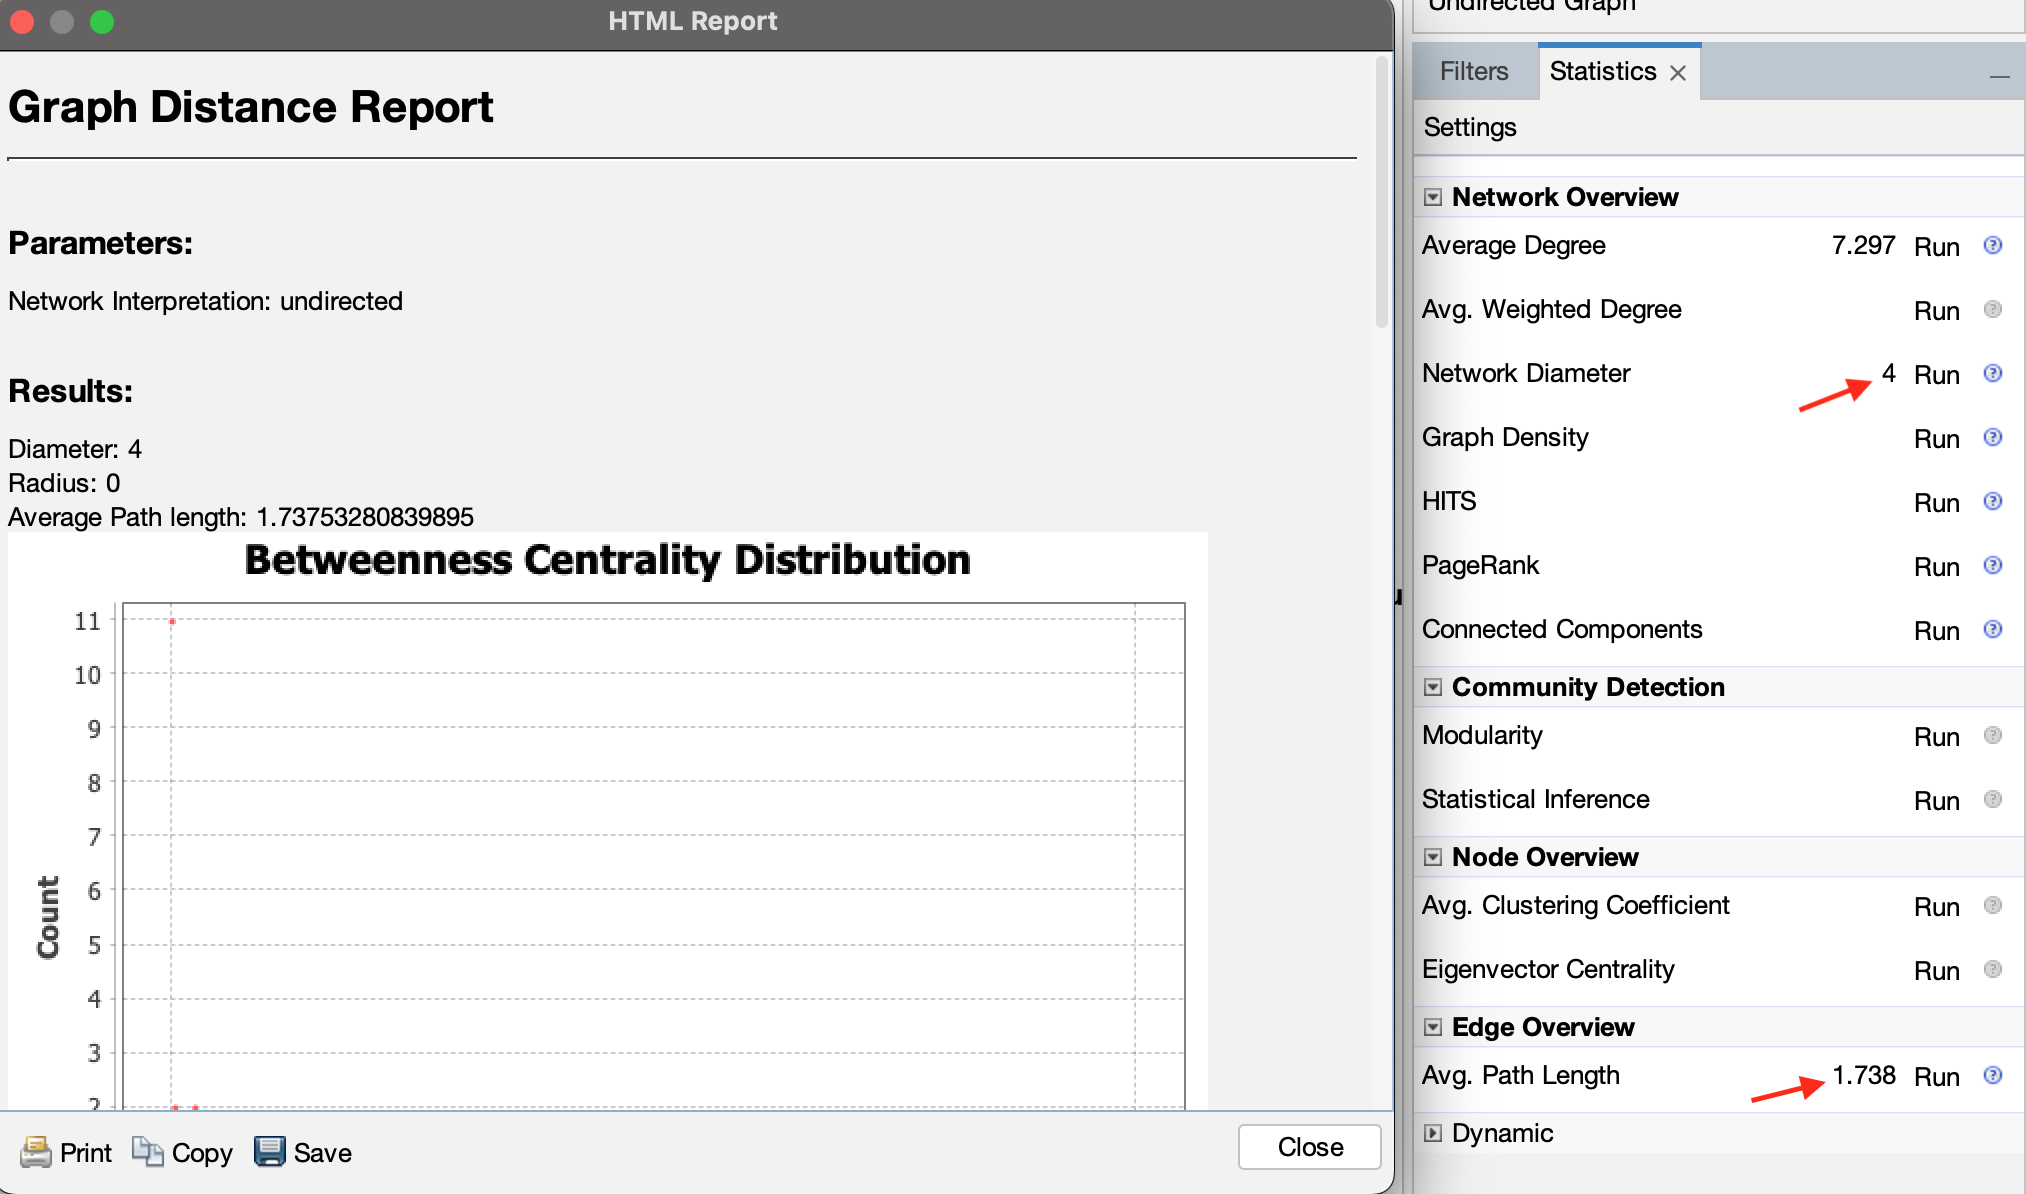 HTML Report
Graph Distance Report
Parameters:
Network Interpretation: undirected
Results:
Diameter: 4
Radius: 0
Average Path length: 1.73753280839895
Betweenness Centrality Distribution
11
10
9
8
7
6
5
4
3
2
Count
Print
Copy
Save
Close
Undirected Graph
Filters
Statistics
Settings
Network Overview
Average Degree 7.297 Run
Avg. Weighted Degree Run
Network Diameter 4 Run
Graph Density Run
HITS Run
PageRank Run
Connected Components Run
Community Detection
Modularity Run
Statistical Inference Run
Node Overview
Avg. Clustering Coefficient Run
Eigenvector Centrality Run
Edge Overview
Avg. Path Length 1.738 Run
Dynamic